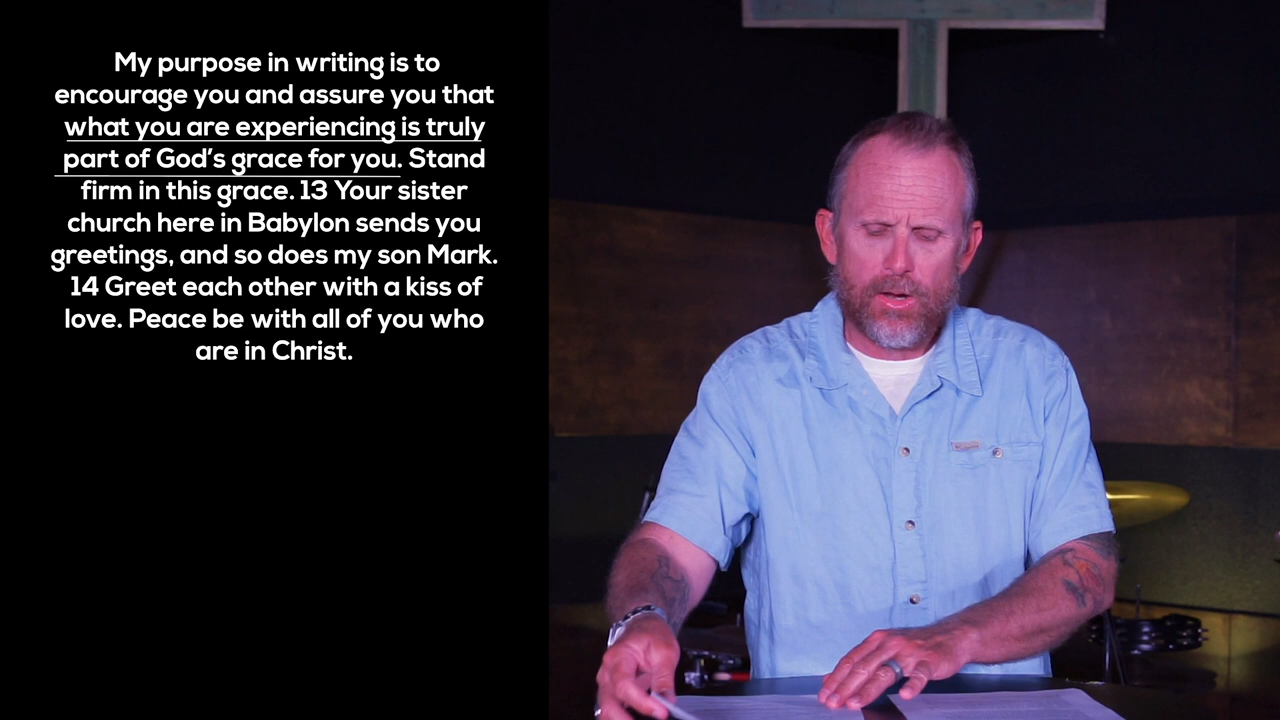 My purpose in writing is to
encourage you and assure you that
what you are experiencing is truly
part of God's grace for you. Stand
firm in this grace. 13 Your sister
church here in Babylon sends you
greetings, and so does my son Mark.
14 Greet each other with a kiss of
love. Peace be with all of you who
are in Christ.